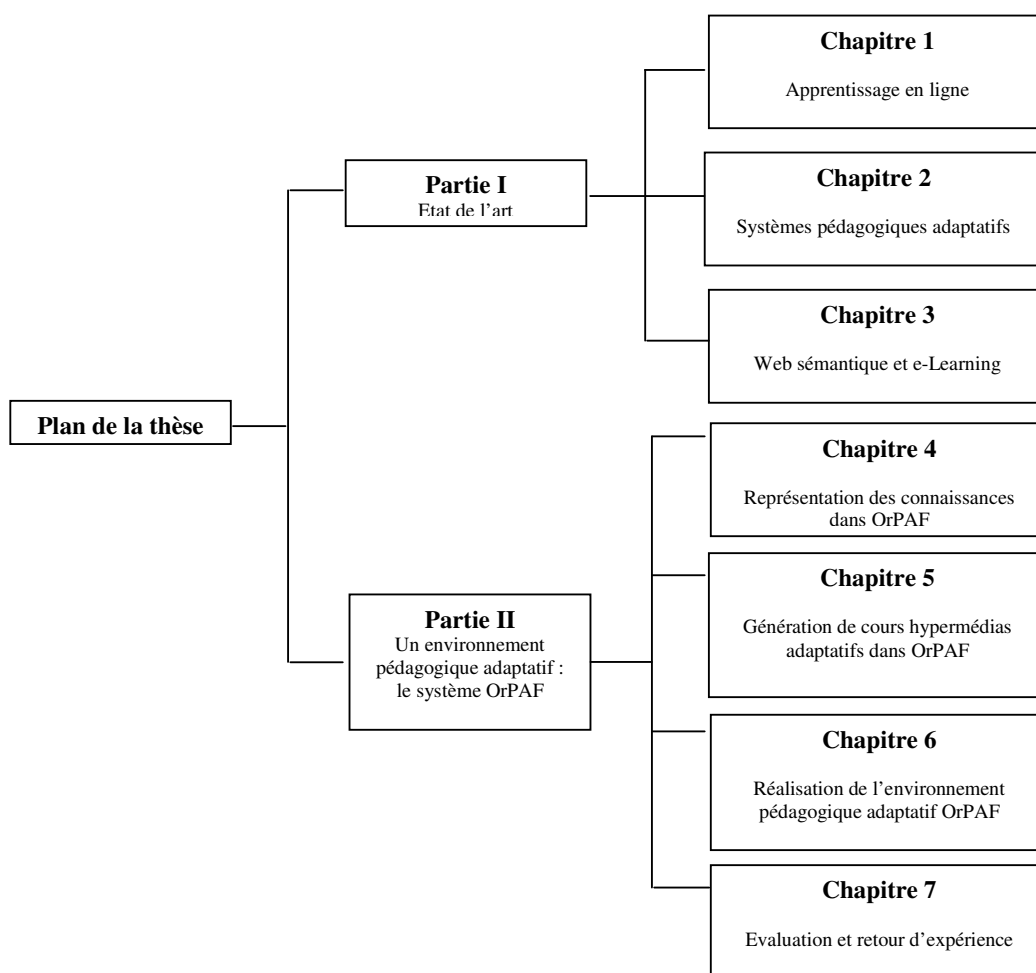 Plan de la thèse
Partie I
Etat de l'art
Chapitre 1
Apprentissage en ligne
Chapitre 2
Systèmes pédagogiques adaptatifs
Chapitre 3
Web sémantique et e-Learning
Partie II
Un environnement
pédagogique adaptatif :
le système OrPAF
Chapitre 4
Représentation des connaissances
dans OrPAF
Chapitre 5
Génération de cours hypermédias
adaptatifs dans OrPAF
Chapitre 6
Réalisation de l'environnement
pédagogique adaptatif OrPAF
Chapitre 7
Evaluation et retour d'expérience